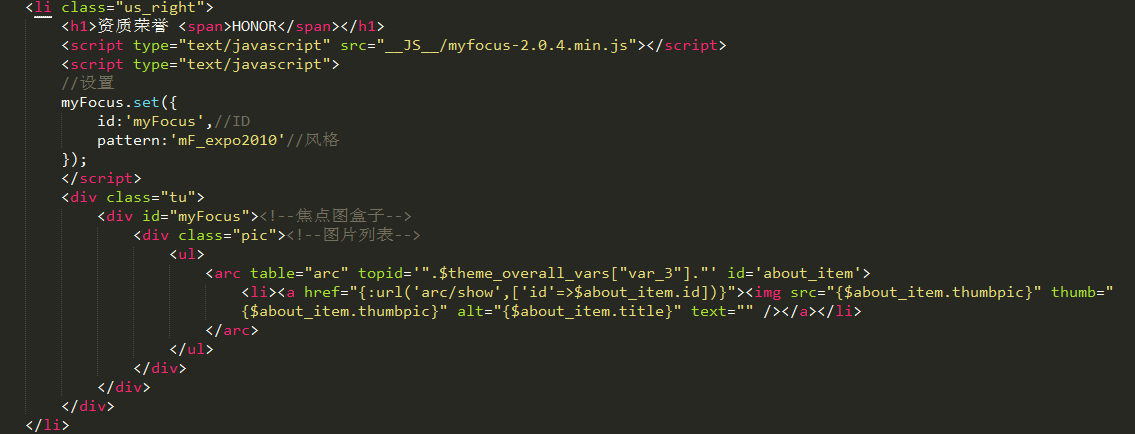 <li class="us_right">
<h1>资质荣誉 <span>HONOR</span></h1>
<script type="text/javascript" src="__JS__/myfocus-2.0.4.min.js"></script>
<script type="text/javascript">
//设置
myFocus.set({
id:'myFocus',//ID
pattern:'mF_expo2010'//风格
});
</script>
<div class="tu">
<div id="myFocus"><!--焦点图盒子-->
<div class="pic"><!--图片列表-->
<ul>
<arc table="arc" topid='".$theme_overall_vars["var_3"]."' id='about_item'>
<li><a href="{:url('arc/show',['id'=>$about_item.id])}"><img src="{$about_item.thumbpic}" thumb="
{$about_item.thumbpic}" alt="{$about_item.title}" text="" /></a></li>
</arc>
</ul>
</div>
</div>
</div>
</li>